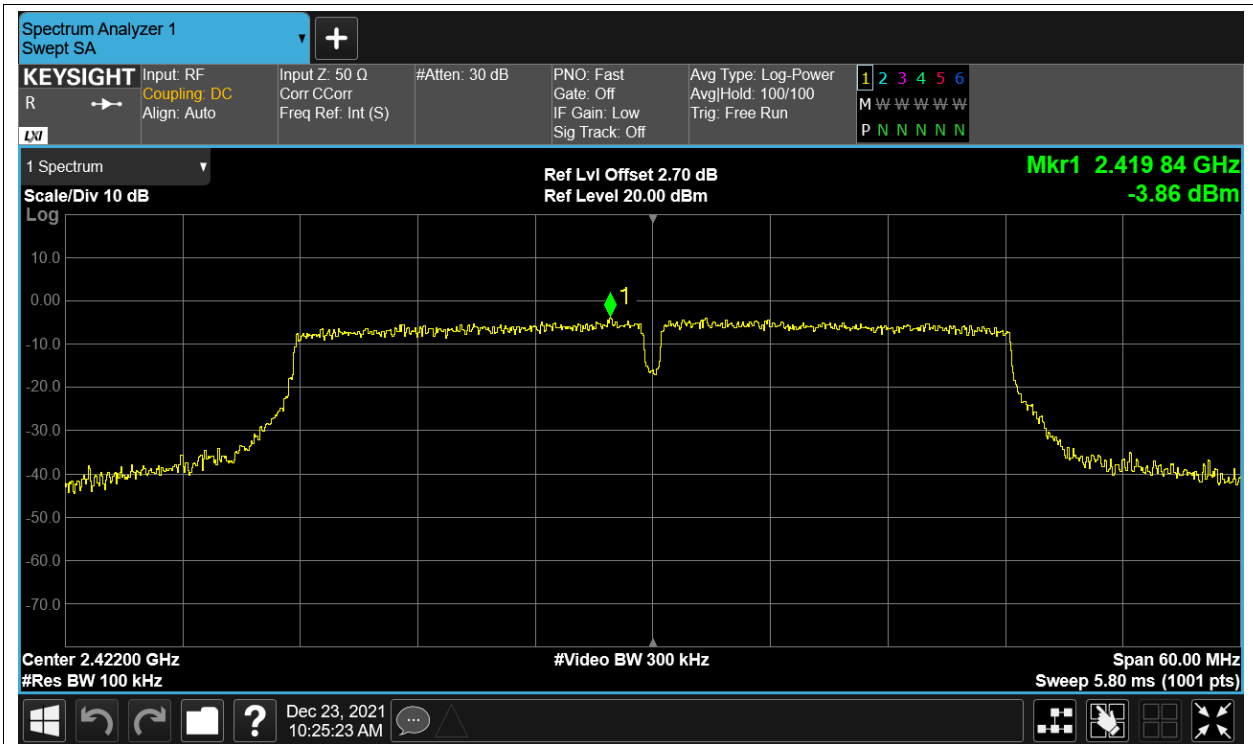 Spectrum Analyzer 1
Swept SA
KEYSIGHT
R
LXI
Input: RF
Coupling: DC
Align: Auto
Input Z: 50 Ω
Corr CCorr
Freq Ref: Int (S)
#Atten: 30 dB
PNO: Fast
Gate: Off
IF Gain: Low
Sig Track: Off
Avg Type: Log-Power
Avg|Hold: 100/100
Trig: Free Run
1 2 3 4 5 6
M W W W W W
P N N N N N
1 Spectrum
Scale/Div 10 dB
Log
Ref Lvl Offset 2.70 dB
Ref Level 20.00 dBm
Mkr1 2.419 84 GHz
-3.86 dBm
10.0
0.00
-10.0
-20.0
-30.0
-40.0
-50.0
-60.0
-70.0
1
Center 2.42200 GHz
#Res BW 100 kHz
#Video BW 300 kHz
Span 60.00 MHz
Sweep 5.80 ms (1001 pts)
?
Dec 23, 2021
10:25:23 AM